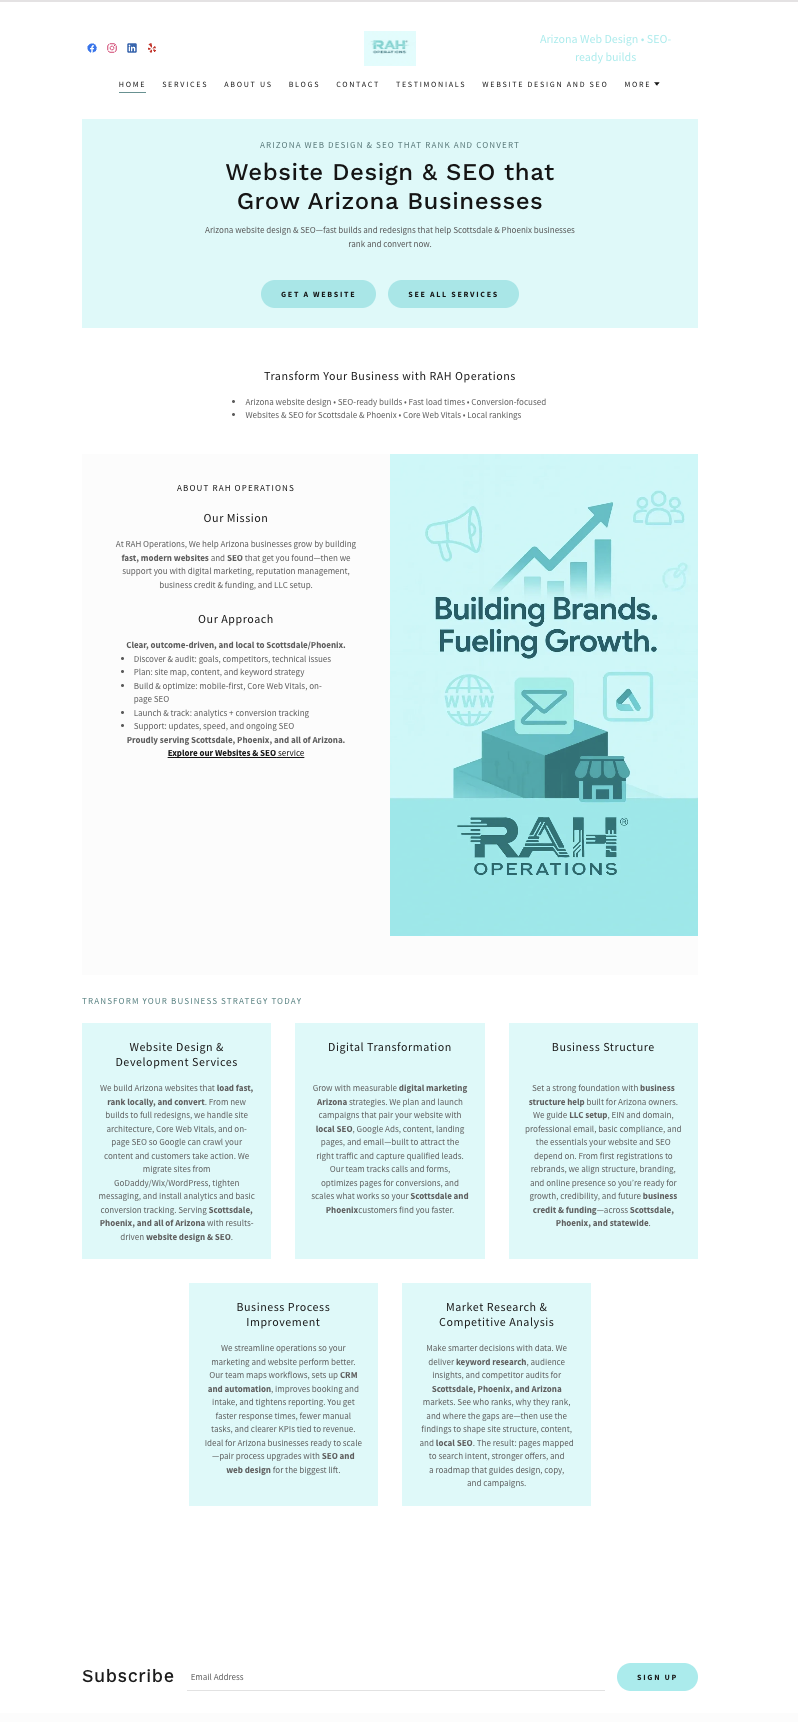 RAH
OPERATIONS
Arizona Web Design • SEO-
ready builds
HOME SERVICES ABOUT US BLOGS CONTACT TESTIMONIALS WEBSITE DESIGN AND SEO MORE
ARIZONA WEB DESIGN & SEO THAT RANK AND CONVERT
Website Design & SEO that
Grow Arizona Businesses
Arizona website design & SEO—fast builds and redesigns that help Scottsdale & Phoenix businesses
rank and convert now.
GET A WEBSITE SEE ALL SERVICES
Transform Your Business with RAH Operations
• Arizona website design • SEO-ready builds • Fast load times • Conversion-focused
• Websites & SEO for Scottsdale & Phoenix • Core Web Vitals • Local rankings
ABOUT RAH OPERATIONS
Our Mission
At RAH Operations, We help Arizona businesses grow by building
fast, modern websites and SEO that get you found—then we
support you with digital marketing, reputation management,
business credit & funding, and LLC setup.
Our Approach
Clear, outcome-driven, and local to Scottsdale/Phoenix.
• Discover & audit: goals, competitors, technical issues
• Plan: site map, content, and keyword strategy
• Build & optimize: mobile-first, Core Web Vitals, on-
page SEO
• Launch & track: analytics + conversion tracking
• Support: updates, speed, and ongoing SEO
Proudly serving Scottsdale, Phoenix, and all of Arizona.
Explore our Websites & SEO service
Building Brands.
Fueling Growth.
WWW
RAH®
OPERATIONS
TRANSFORM YOUR BUSINESS STRATEGY TODAY
Website Design &
Development Services
We build Arizona websites that load fast,
rank locally, and convert. From new
builds to full redesigns, we handle site
architecture, Core Web Vitals, and on-
page SEO so Google can crawl your
content and customers take action. We
migrate sites from
GoDaddy/Wix/WordPress, tighten
messaging, and install analytics and basic
conversion tracking. Serving Scottsdale,
Phoenix, and all of Arizona with results-
driven website design & SEO.
Digital Transformation
Grow with measurable digital marketing
Arizona strategies. We plan and launch
campaigns that pair your website with
local SEO, Google Ads, content, landing
pages, and email—built to attract the
right traffic and capture qualified leads.
Our team tracks calls and forms,
optimizes pages for conversions, and
scales what works so your Scottsdale and
Phoenixcustomers find you faster.
Business Structure
Set a strong foundation with business
structure help built for Arizona owners.
We guide LLC setup, EIN and domain,
professional email, basic compliance, and
the essentials your website and SEO
depend on. From first registrations to
rebrands, we align structure, branding,
and online presence so you're ready for
growth, credibility, and future business
credit & funding—across Scottsdale,
Phoenix, and statewide.
Business Process
Improvement
We streamline operations so your
marketing and website perform better.
Our team maps workflows, sets up CRM
and automation, improves booking and
intake, and tightens reporting. You get
faster response times, fewer manual
tasks, and clearer KPIs tied to revenue.
Ideal for Arizona businesses ready to scale
—pair process upgrades with SEO and
web design for the biggest lift.
Market Research &
Competitive Analysis
Make smarter decisions with data. We
deliver keyword research, audience
insights, and competitor audits for
Scottsdale, Phoenix, and Arizona
markets. See who ranks, why they rank,
and where the gaps are—then use the
findings to shape site structure, content,
and local SEO. The result: pages mapped
to search intent, stronger offers, and
a roadmap that guides design, copy,
and campaigns.
Subscribe Email Address SIGN UP